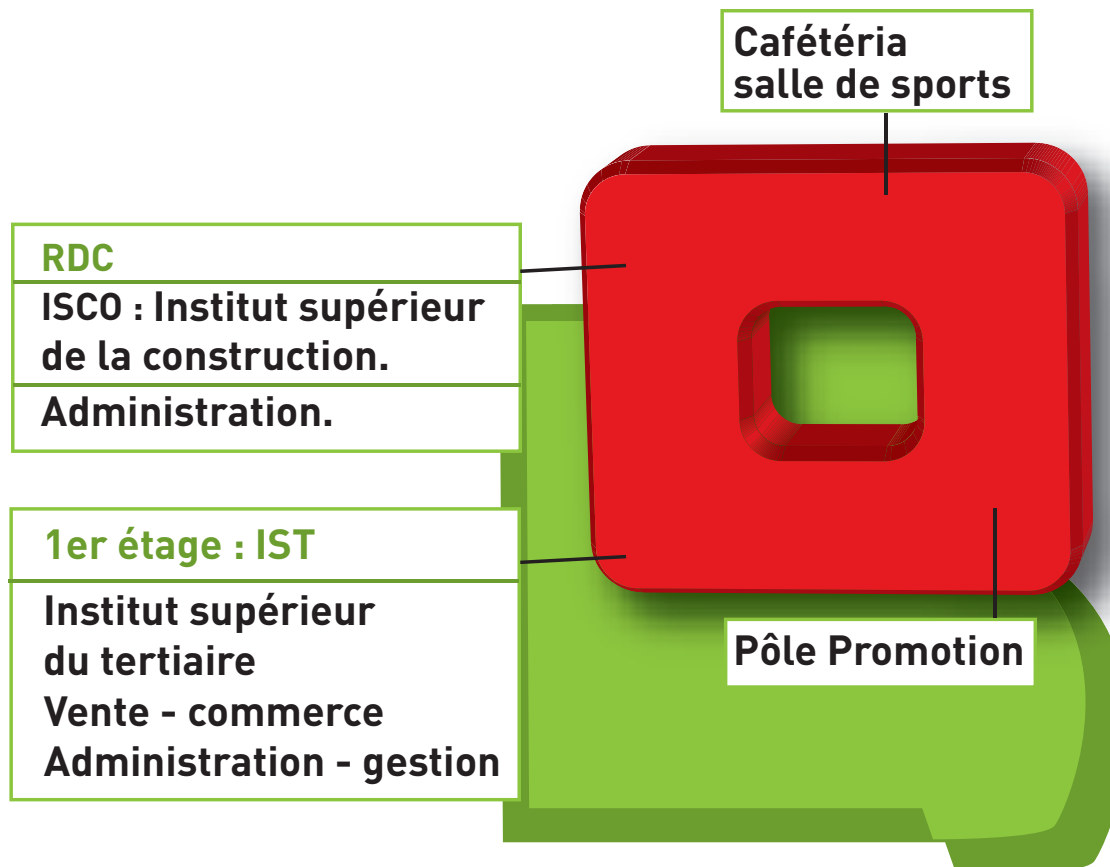 Cafétéria
salle de sports
RDC
ISCO : Institut supérieur
de la construction.
Administration.
1er étage : IST
Institut supérieur
du tertiaire
Vente - commerce
Administration - gestion
Pôle Promotion